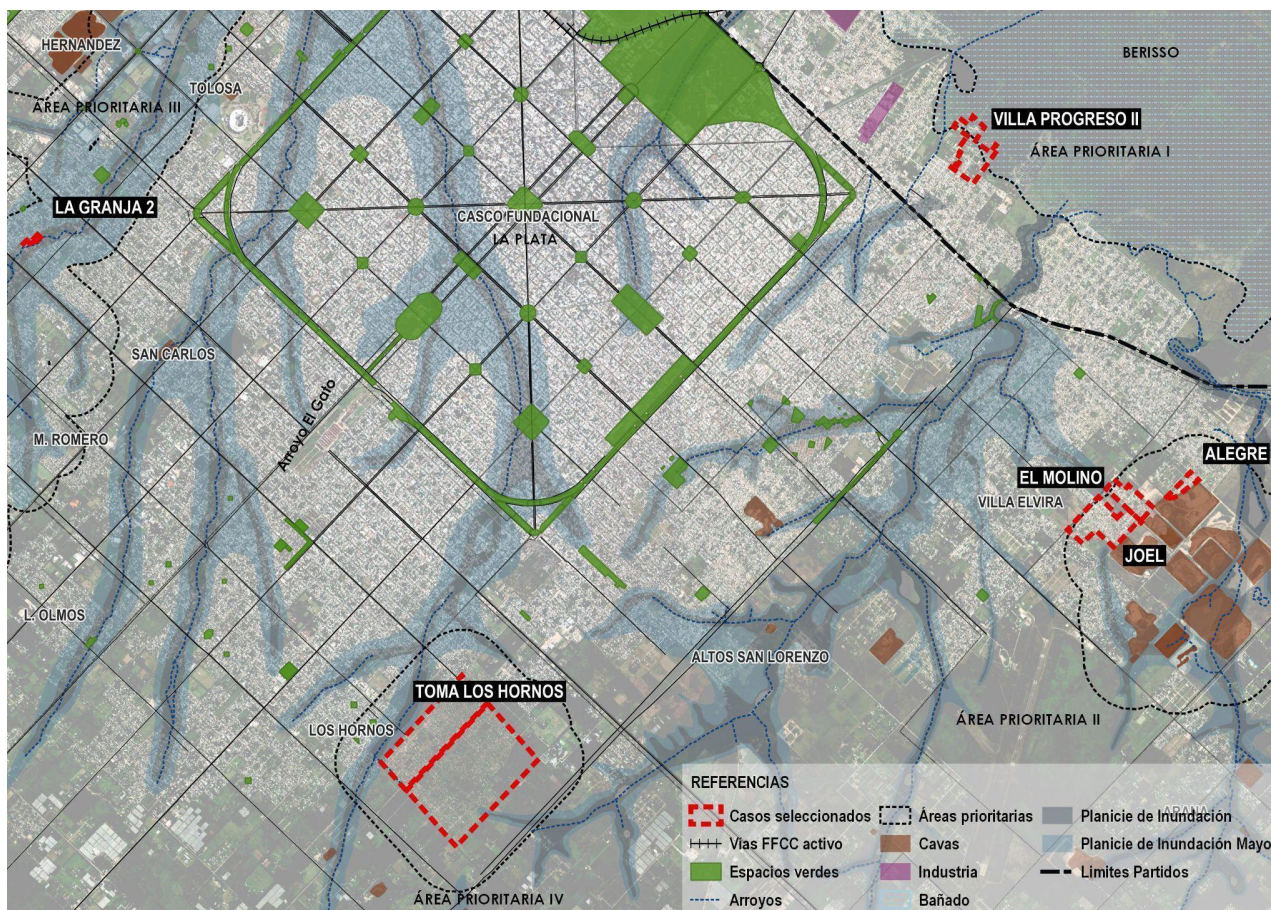 HERNANDEZ
BERISSO
TOLOSA
ÁREA PRIORITARIA III
VILLA PROGRESO II
ÁREA PRIORITARIA I
LA GRANJA 2
CASCO FUNDACIONAL
LA PLATA
SAN CARLOS
Arroyo El Gato
M. ROMERO
ALEGRE
EL MOLINO
VILLA ELVIRA
JOEL
L. OLMOS
ALTOS SAN LORENZO
TOMA LOS HORNOS
LOS HORNOS
ÁREA PRIORITARIA II
ÁREA PRIORITARIA IV
ARANA
REFERENCIAS
Casos seleccionados
Vías FFCC activo
Espacios verdes
Arroyos
Áreas prioritarias
Cavas
Industria
Bañado
Planicie de Inundación
Planicie de Inundación Mayo
Limites Partidos